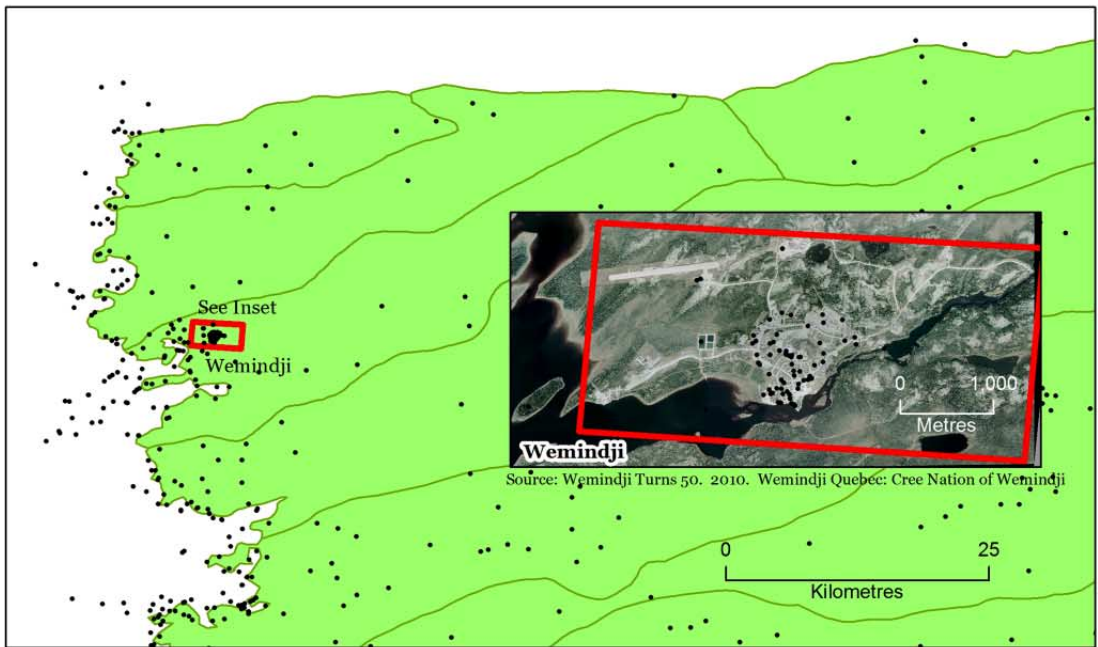 See Inset
Wemindji
0 1,000
Metres
Wemindji
Source: Wemindji Turns 50. 2010. Wemindji Quebec: Cree Nation of Wemindji
0 25
Kilometres